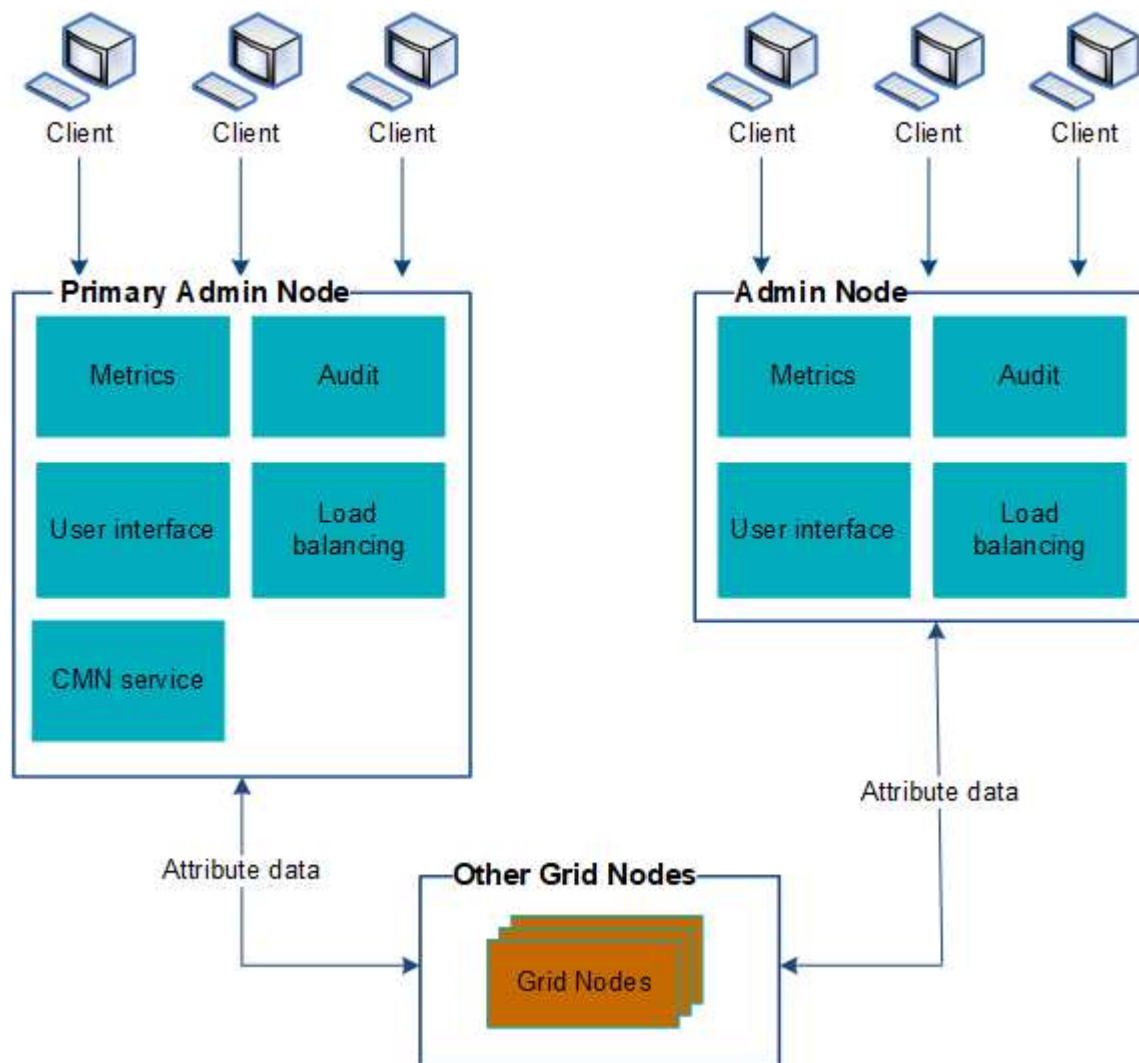 Client
Client
Client
Client
Client
Client
Primary Admin Node
Metrics
Audit
User interface
Load
balancing
CMN service
Admin Node
Metrics
Audit
User interface
Load
balancing
Attribute data
Attribute data
Other Grid Nodes
Grid Nodes